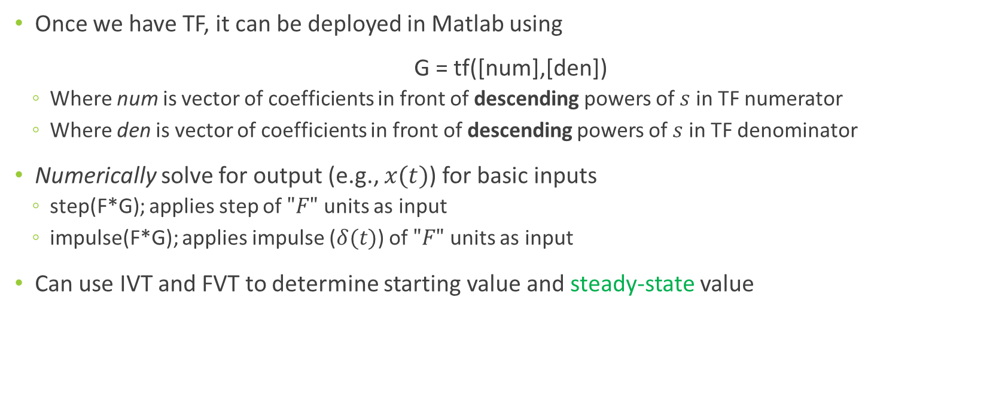 • Once we have TF, it can be deployed in Matlab using
G = tf([num],[den])
◦ Where num is vector of coefficients in front of descending powers of s in TF numerator
◦ Where den is vector of coefficients in front of descending powers of s in TF denominator
• Numerically solve for output (e.g., x(t)) for basic inputs
◦ step(F*G); applies step of "F" units as input
◦ impulse(F*G); applies impulse (δ(t)) of "F" units as input
• Can use IVT and FVT to determine starting value and steady-state value